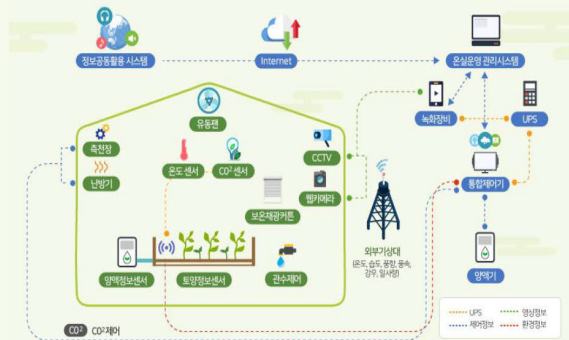 정보공동활용 시스템
Internet
온실운영 관리시스템
유동팬
녹화장비
UPS
측전장
온도 센서
CO² 센서
CCTV
난방기
웹카메라
통합제어기
보온채광커튼
외부기상대
(온도, 습도, 풍향, 풍속,
강우, 일사량)
양액정보센서
토양정보센서
관수제어
양액기
CO² CO²제어
UPS
영상정보
제어정보
환경정보